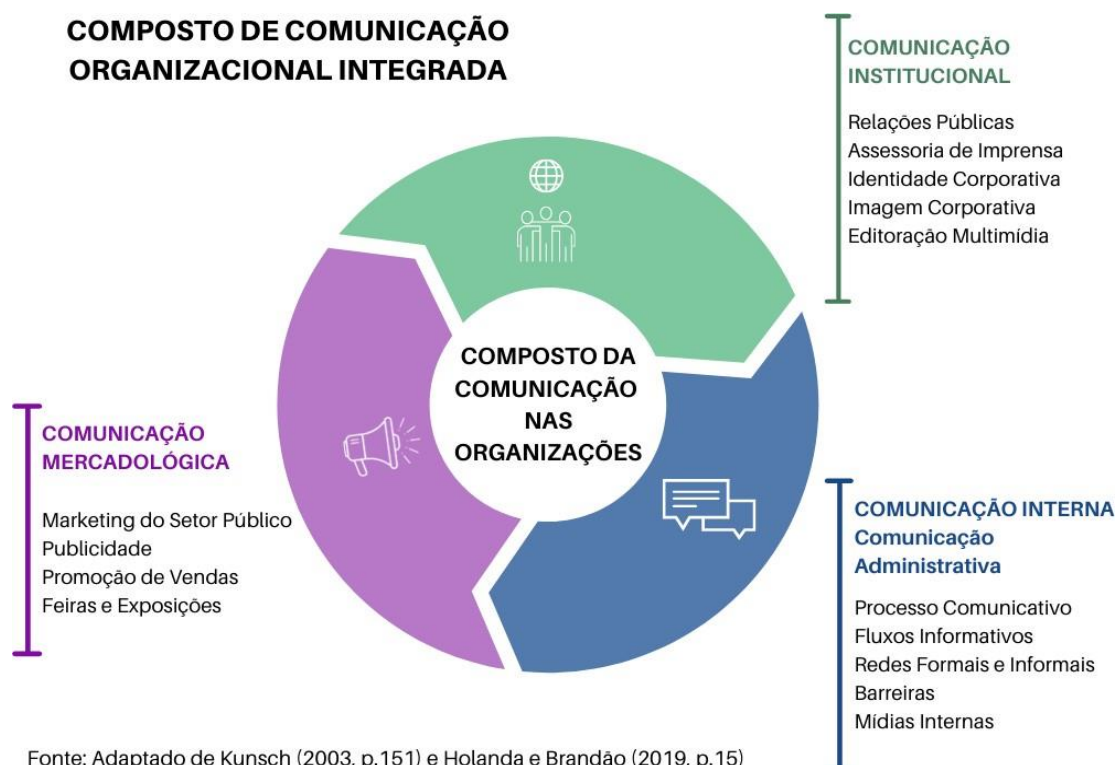 COMPOSTO DE COMUNICAÇÃO
ORGANIZACIONAL INTEGRADA
COMUNICAÇÃO
INSTITUCIONAL
Relações Públicas
Assessoria de Imprensa
Identidade Corporativa
Imagem Corporativa
Editoração Multimídia
COMPOSTO DA
COMUNICAÇÃO
NAS
ORGANIZAÇÕES
COMUNICAÇÃO
MERCADOLÓGICA
Marketing do Setor Público
Publicidade
Promoção de Vendas
Feiras e Exposições
COMUNICAÇÃO INTERNA
Comunicação
Administrativa
Processo Comunicativo
Fluxos Informativos
Redes Formais e Informais
Barreiras
Mídias Internas
Fonte: Adaptado de Kunsch (2003, p.151) e Holanda e Brandão (2019, p.15)